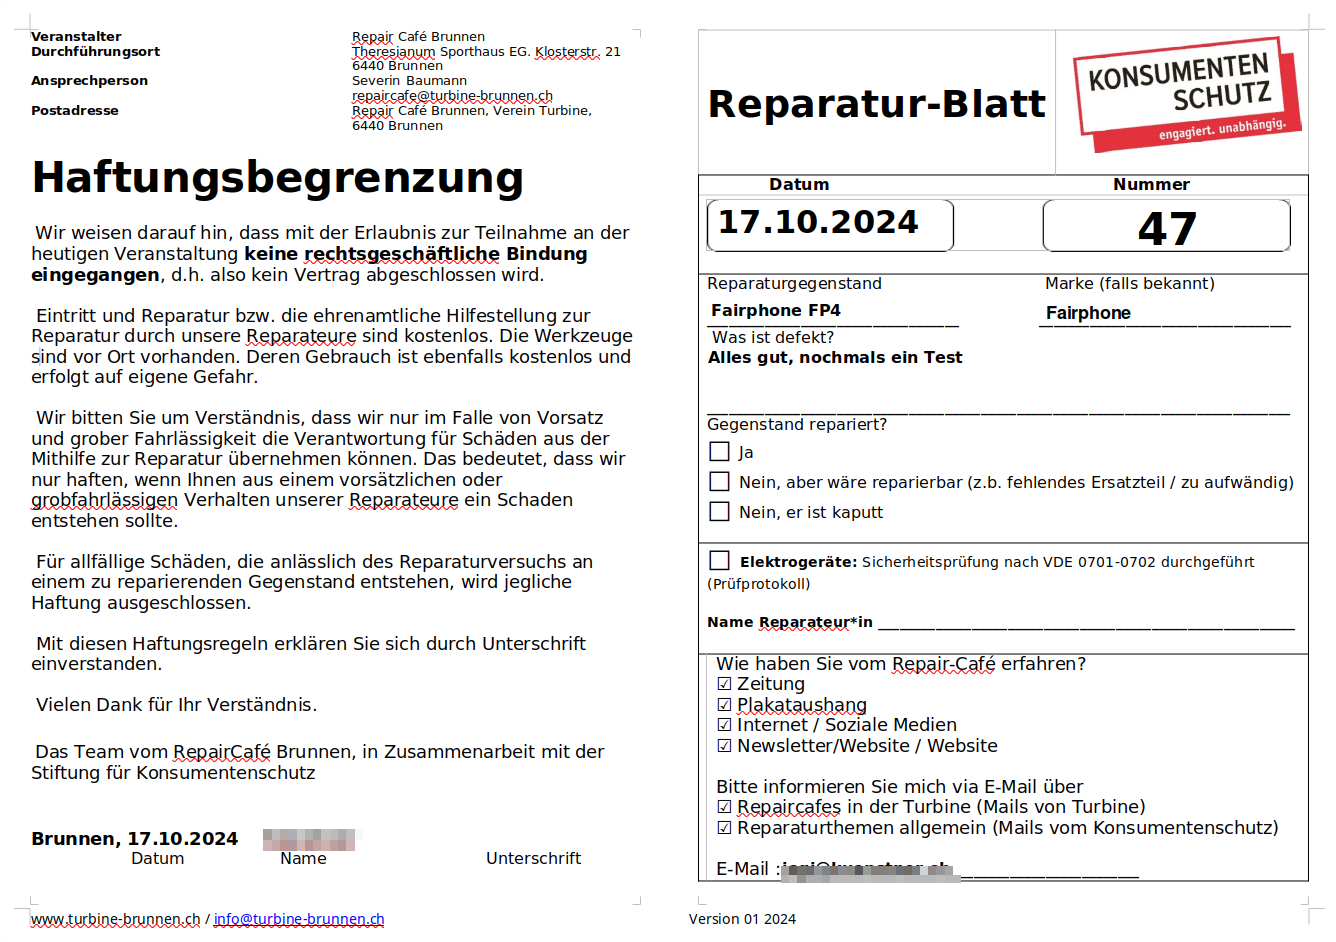 Veranstalter Repair Café Brunnen
Durchführungsort Theresianum Sporthaus EG. Klosterstr. 21
6440 Brunnen
Ansprechperson Severin Baumann
repaircafe@turbine-brunnen.ch
Postadresse Repair Café Brunnen, Verein Turbine,
6440 Brunnen
Haftungsbegrenzung
Wir weisen darauf hin, dass mit der Erlaubnis zur Teilnahme an der
heutigen Veranstaltung keine rechtsgeschäftliche Bindung
eingegangen, d.h. also kein Vertrag abgeschlossen wird.
Eintritt und Reparatur bzw. die ehrenamtliche Hilfestellung zur
Reparatur durch unsere Reparateure sind kostenlos. Die Werkzeuge
sind vor Ort vorhanden. Deren Gebrauch ist ebenfalls kostenlos und
erfolgt auf eigene Gefahr.
Wir bitten Sie um Verständnis, dass wir nur im Falle von Vorsatz
und grober Fahrlässigkeit die Verantwortung für Schäden aus der
Mithilfe zur Reparatur übernehmen können. Das bedeutet, dass wir
nur haften, wenn Ihnen aus einem vorsätzlichen oder
grobfahrlässigen Verhalten unserer Reparateure ein Schaden
entstehen sollte.
Für allfällige Schäden, die anlässlich des Reparaturversuchs an
einem zu reparierenden Gegenstand entstehen, wird jegliche
Haftung ausgeschlossen.
Mit diesen Haftungsregeln erklären Sie sich durch Unterschrift
einverstanden.
Vielen Dank für Ihr Verständnis.
Das Team vom RepairCafé Brunnen, in Zusammenarbeit mit der
Stiftung für Konsumentenschutz
Brunnen, 17.10.2024
Datum Name Unterschrift
www.turbine-brunnen.ch / info@turbine-brunnen.ch
Reparatur-Blatt
KONSUMENTEN
SCHUTZ
engagiert. unabhängig.
Datum Nummer
17.10.2024 47
Reparaturgegenstand Marke (falls bekannt)
Fairphone FP4 Fairphone
Was ist defekt?
Alles gut, nochmals ein Test
Gegenstand repariert?
☐ Ja
☐ Nein, aber wäre reparierbar (z.b. fehlendes Ersatzteil / zu aufwändig)
☐ Nein, er ist kaputt
☐ Elektrogeräte: Sicherheitsprüfung nach VDE 0701-0702 durchgeführt
(Prüfprotokoll)
Name Reparateur*in
Wie haben Sie vom Repair-Café erfahren?
☑ Zeitung
☑ Plakataushang
☑ Internet / Soziale Medien
☑ Newsletter/Website / Website
Bitte informieren Sie mich via E-Mail über
☑ Repaircafes in der Turbine (Mails von Turbine)
☑ Reparaturthemen allgemein (Mails vom Konsumentenschutz)
E-Mail :
Version 01 2024